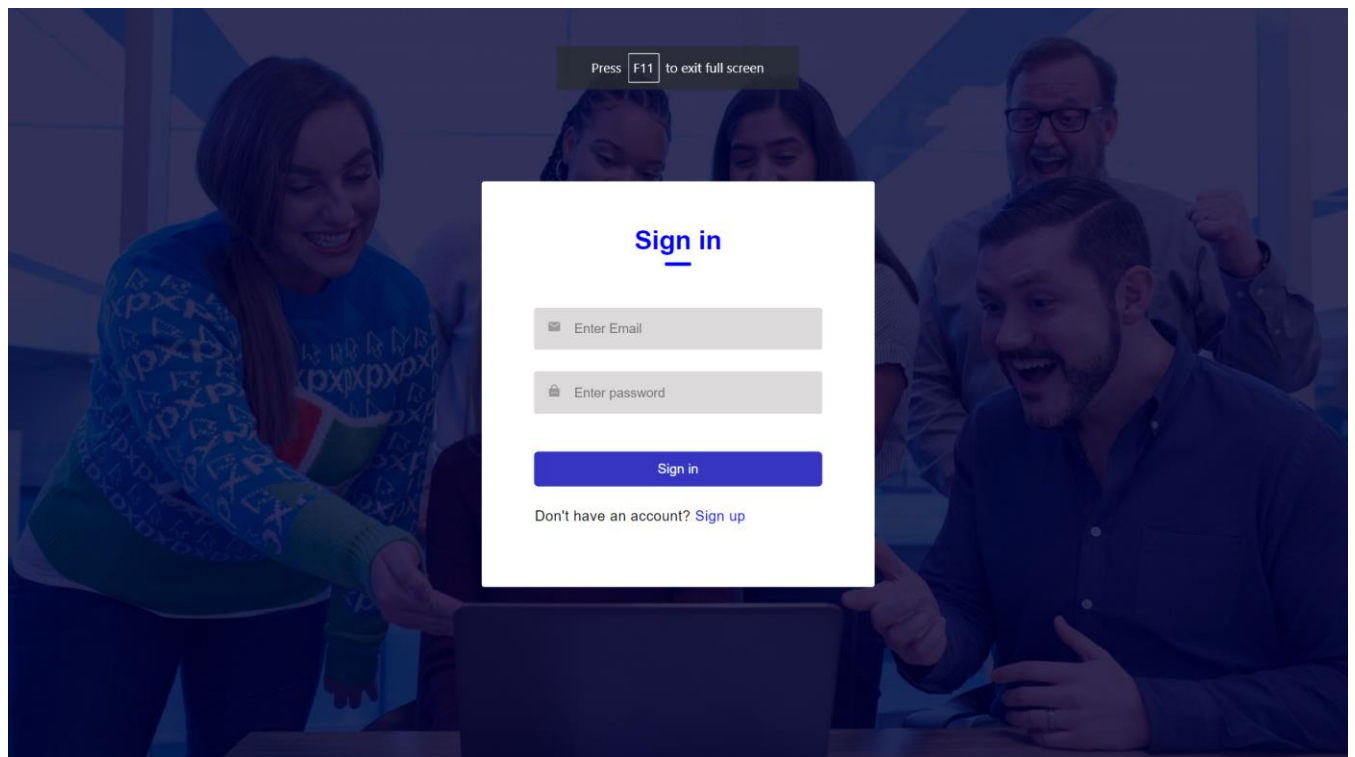 Press F11 to exit full screen
Sign in
Enter Email
Enter password
Sign in
Don't have an account? Sign up